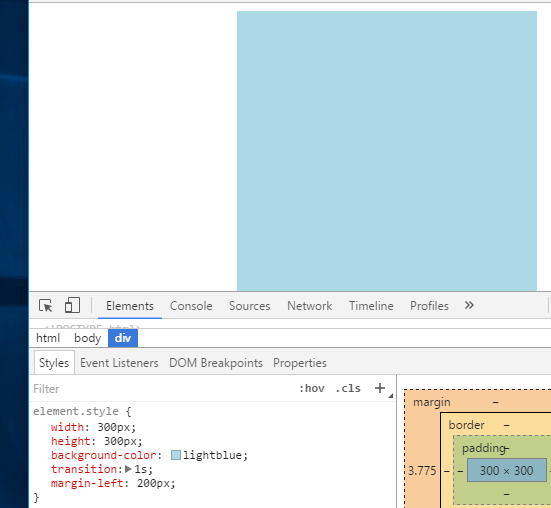 Elements Console Sources Network Timeline Profiles »
<!DOCTYPE html>
html body div
Styles Event Listeners DOM Breakpoints Properties
Filter :hov .cls +
element.style {
width: 300px;
height: 300px;
background-color: lightblue;
transition: 1s;
margin-left: 200px;
}
margin –
border –
padding –
3.775 – – 300 × 300
–
–